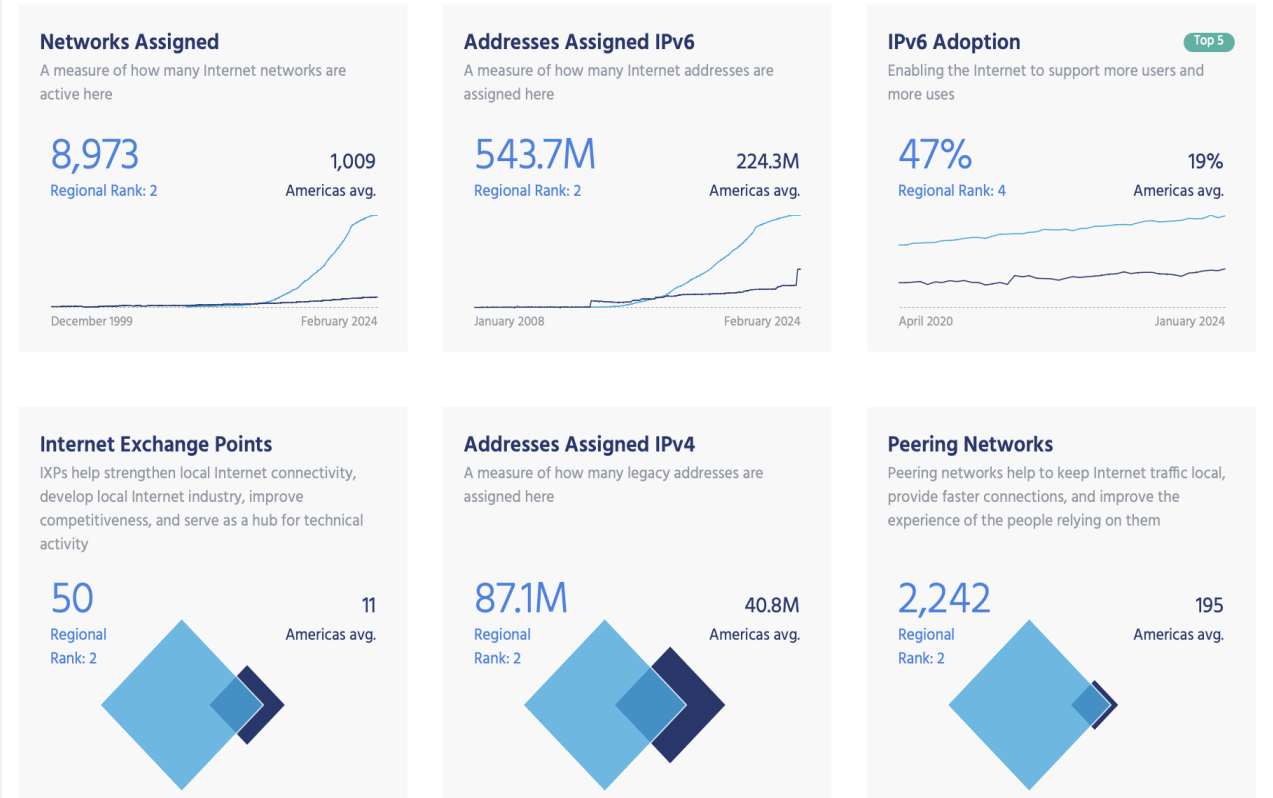 Networks Assigned
A measure of how many Internet networks are
active here
8,973
1,009
Regional Rank: 2
Americas avg.
December 1999
February 2024
Addresses Assigned IPv6
A measure of how many Internet addresses are
assigned here
543.7M
224.3M
Regional Rank: 2
Americas avg.
January 2008
February 2024
IPv6 Adoption
Top 5
Enabling the Internet to support more users and
more uses
47%
19%
Regional Rank: 4
Americas avg.
April 2020
January 2024
Internet Exchange Points
IXPs help strengthen local Internet connectivity,
develop local Internet industry, improve
competitiveness, and serve as a hub for technical
activity
50
11
Regional
Rank: 2
Americas avg.
Addresses Assigned IPv4
A measure of how many legacy addresses are
assigned here
87.1M
40.8M
Regional
Rank: 2
Americas avg.
Peering Networks
Peering networks help to keep Internet traffic local,
provide faster connections, and improve the
experience of the people relying on them
2,242
195
Regional
Rank: 2
Americas avg.